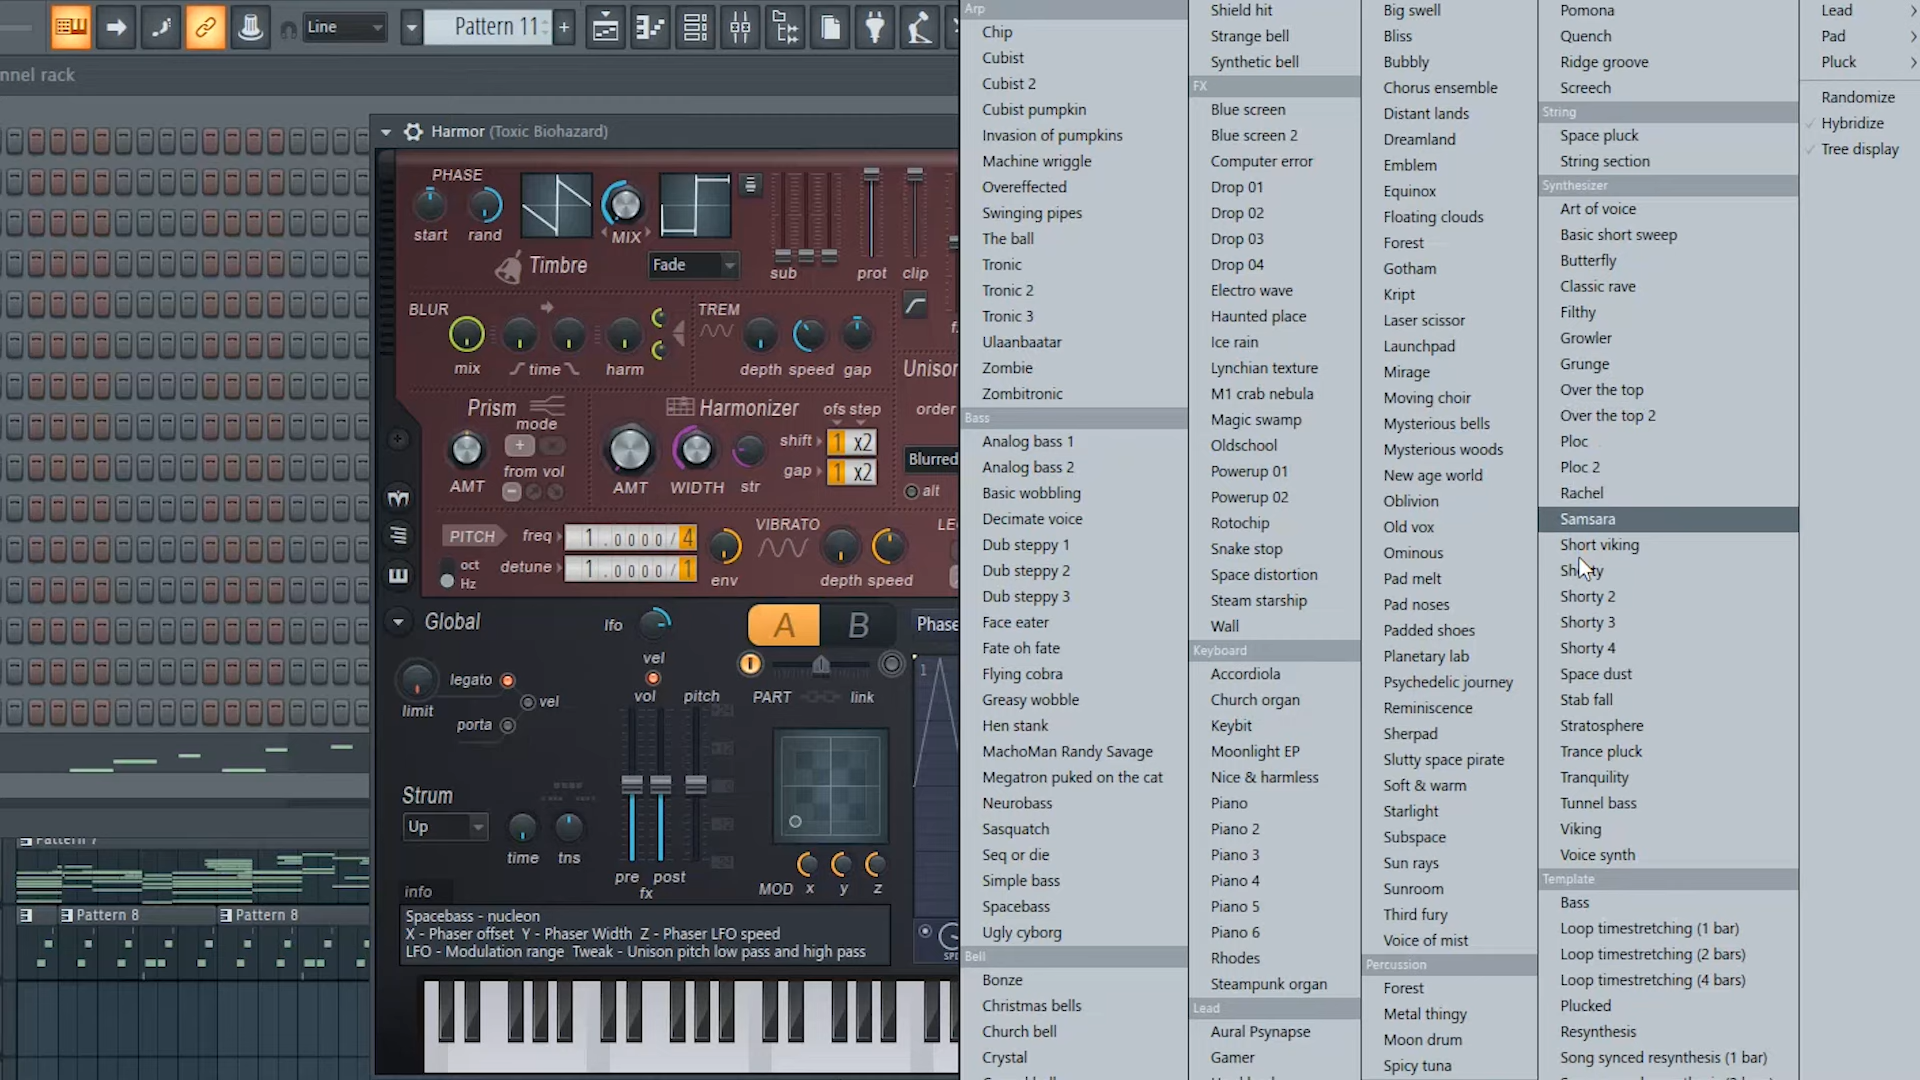 Line
Pattern 11
nnel rack
Harmor (Toxic Biohazard)
PHASE
start
rand
MIX
Timbre
Fade
sub
prot
clip
BLUR
mix
time
harm
TREM
depth speed gap
Unison
Prism
mode
AMT
from vol
Harmonizer
AMT
WIDTH
str
ofs step
shift
1 x2
gap
1 x2
order
Blurred
alt
PITCH
freq
1.0000/4
oct
Hz
detune
1.0000/1
env
VIBRATO
depth speed
LE
Global
lfo
A
B
Phase
limit
legato
vel
porta
vel
vol
pitch
PART
link
1
Strum
Up
time
tns
pre
post
fx
MOD
x
y
z
info
Spacebass - nucleon
X - Phaser offset Y - Phaser Width Z - Phaser LFO speed
LFO - Modulation range Tweak - Unison pitch low pass and high pass
SPE
Pattern 7
Pattern 8
Pattern 8
Arp
Chip
Cubist
Cubist 2
Cubist pumpkin
Invasion of pumpkins
Machine wriggle
Overeffected
Swinging pipes
The ball
Tronic
Tronic 2
Tronic 3
Ulaanbaatar
Zombie
Zombitronic
Bass
Analog bass 1
Analog bass 2
Basic wobbling
Decimate voice
Dub steppy 1
Dub steppy 2
Dub steppy 3
Face eater
Fate oh fate
Flying cobra
Greasy wobble
Hen stank
MachoMan Randy Savage
Megatron puked on the cat
Neurobass
Sasquatch
Seq or die
Simple bass
Spacebass
Ugly cyborg
Bell
Bonze
Christmas bells
Church bell
Crystal
Shield hit
Strange bell
Synthetic bell
FX
Blue screen
Blue screen 2
Computer error
Drop 01
Drop 02
Drop 03
Drop 04
Electro wave
Haunted place
Ice rain
Lynchian texture
M1 crab nebula
Magic swamp
Oldschool
Powerup 01
Powerup 02
Rotochip
Snake stop
Space distortion
Steam starship
Wall
Keyboard
Accordiola
Church organ
Keybit
Moonlight EP
Nice & harmless
Piano
Piano 2
Piano 3
Piano 4
Piano 5
Piano 6
Rhodes
Steampunk organ
Lead
Aural Psynapse
Gamer
Big swell
Bliss
Bubbly
Chorus ensemble
Distant lands
Dreamland
Emblem
Equinox
Floating clouds
Forest
Gotham
Kript
Laser scissor
Launchpad
Mirage
Moving choir
Mysterious bells
Mysterious woods
New age world
Oblivion
Old vox
Ominous
Pad melt
Pad noses
Padded shoes
Planetary lab
Psychedelic journey
Reminiscence
Sherpad
Slutty space pirate
Soft & warm
Starlight
Subspace
Sun rays
Sunroom
Third fury
Voice of mist
Percussion
Forest
Metal thingy
Moon drum
Spicy tuna
Pomona
Quench
Ridge groove
Screech
String
Space pluck
String section
Synthesizer
Art of voice
Basic short sweep
Butterfly
Classic rave
Filthy
Growler
Grunge
Over the top
Over the top 2
Ploc
Ploc 2
Rachel
Samsara
Short viking
Shorty
Shorty 2
Shorty 3
Shorty 4
Space dust
Stab fall
Stratosphere
Trance pluck
Tranquility
Tunnel bass
Viking
Voice synth
Template
Bass
Loop timestretching (1 bar)
Loop timestretching (2 bars)
Loop timestretching (4 bars)
Plucked
Resynthesis
Song synced resynthesis (1 bar)
Lead
Pad
Pluck
Randomize
Hybridize
Tree display